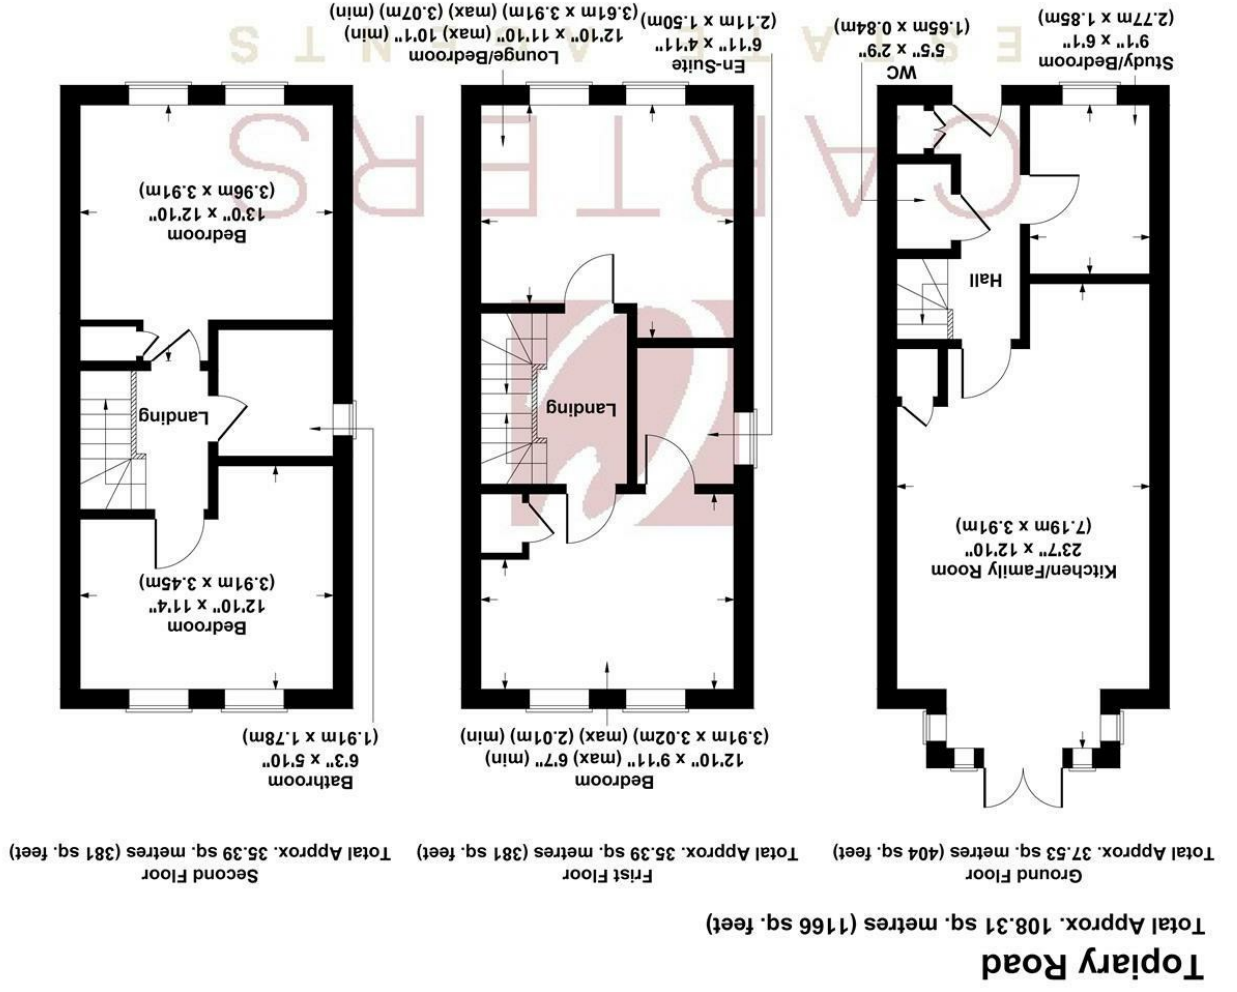 Topiary Road
Total Approx. 108.31 sq. metres (1166 sq. feet)
Ground Floor
Total Approx. 37.53 sq. metres (404 sq. feet)
Kitchen/Family Room
23'7" x 12'10"
(7.19m x 3.91m)
Hall
WC
5'5" x 2'9"
(1.65m x 0.84m)
Study/Bedroom
9'1" x 6'1"
(2.77m x 1.85m)
Frist Floor
Total Approx. 35.39 sq. metres (381 sq. feet)
Bedroom
12'10" x 9'11" (max) 6'7" (min)
(3.91m x 3.02m) (max) (2.01m) (min)
Landing
En-Suite
6'11" x 4'11"
(2.11m x 1.50m)
Lounge/Bedroom
12'10" x 11'10" (max) 10'1" (min)
(3.61m x 3.91m) (max) (3.07m) (min)
Second Floor
Total Approx. 35.39 sq. metres (381 sq. feet)
Bathroom
6'3" x 5'10"
(1.91m x 1.78m)
Bedroom
12'10" x 11'4"
(3.91m x 3.45m)
Landing
Bedroom
13'0" x 12'10"
(3.96m x 3.91m)
CARTERS
ESTATE AGENTS